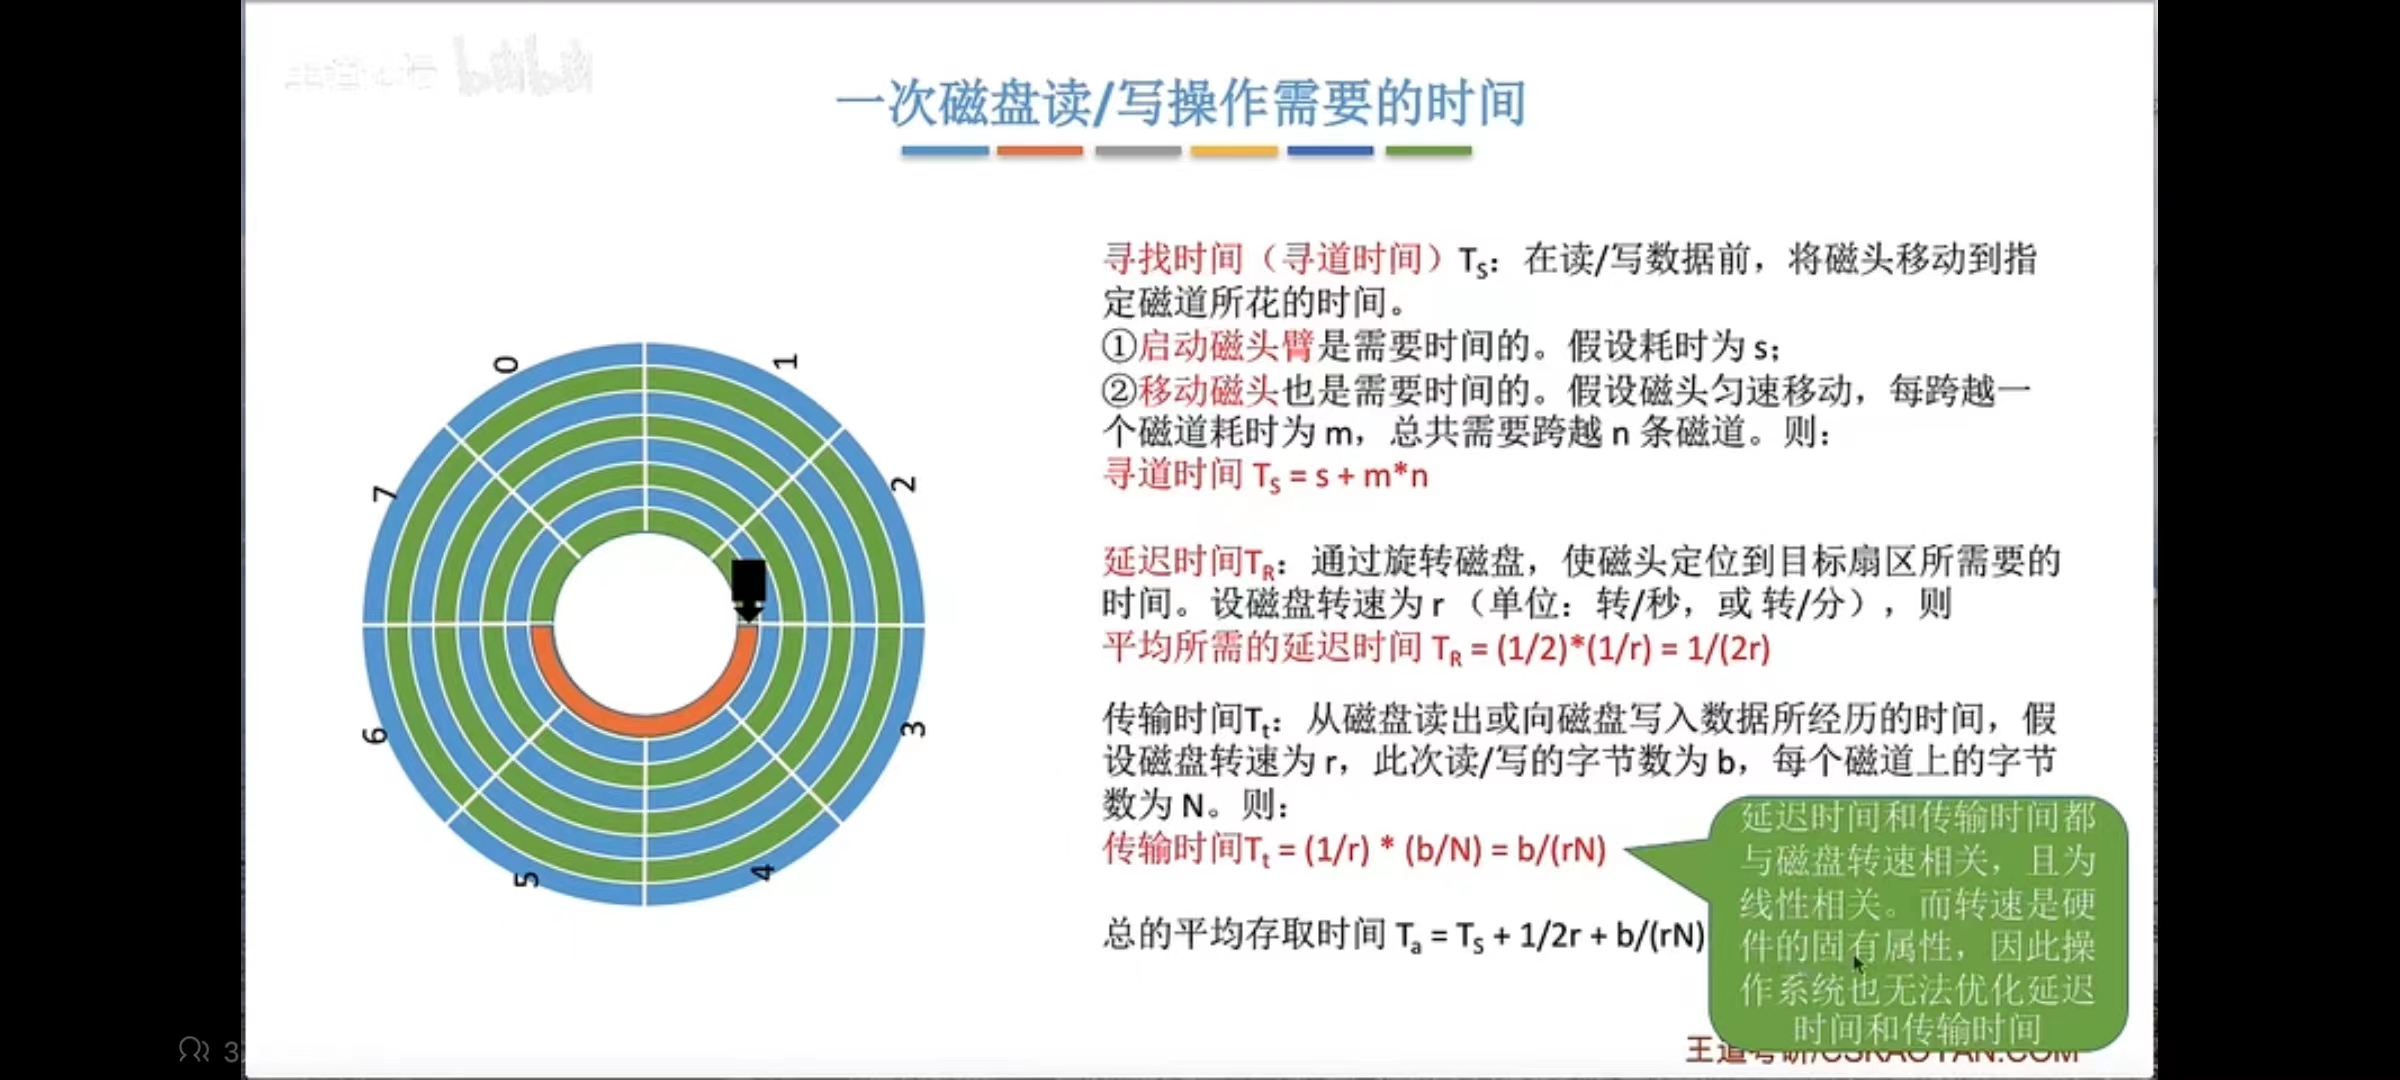 一次磁盘读/写操作需要的时间
寻找时间（寻道时间）TS：在读/写数据前，将磁头移动到指
定磁道所花的时间。
①启动磁头臂是需要时间的。假设耗时为 s；
②移动磁头也是需要时间的。假设磁头匀速移动，每跨越一
个磁道耗时为 m，总共需要跨越 n 条磁道。则：
寻道时间 TS = s + m*n
延迟时间TR：通过旋转磁盘，使磁头定位到目标扇区所需要的
时间。设磁盘转速为 r （单位：转/秒，或 转/分），则
平均所需的延迟时间 TR = (1/2)*(1/r) = 1/(2r)
传输时间Tt：从磁盘读出或向磁盘写入数据所经历的时间，假
设磁盘转速为 r，此次读/写的字节数为 b，每个磁道上的字节
数为 N。则：
传输时间Tt = (1/r) * (b/N) = b/(rN)
总的平均存取时间 Ta = TS + 1/2r + b/(rN)
延迟时间和传输时间都
与磁盘转速相关，且为
线性相关。而转速是硬
件的固有属性，因此操
作系统也无法优化延迟
时间和传输时间
王道考研/CSKAOYAN.COM
0
1
2
3
4
5
6
7
bilibili
3